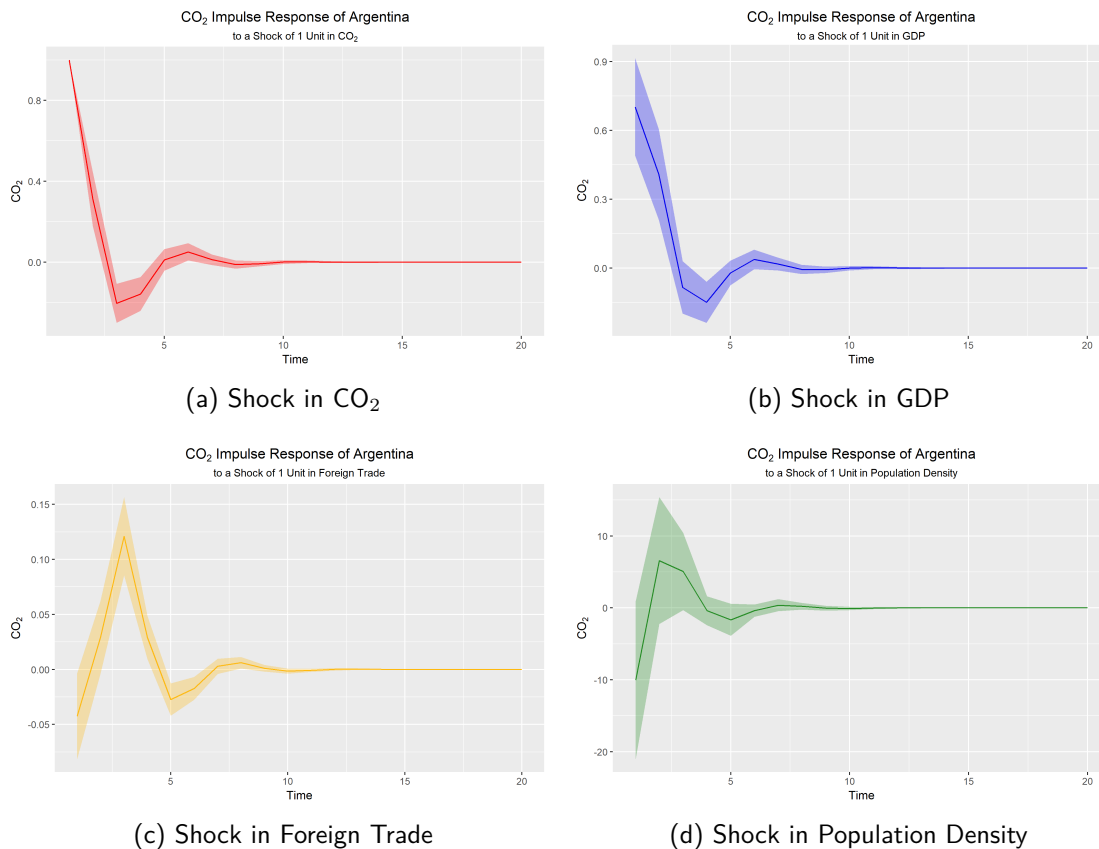 CO₂ Impulse Response of Argentina
to a Shock of 1 Unit in CO₂
0.8
0.4
0.0
CO₂
5
10
15
20
Time
(a) Shock in CO₂
CO₂ Impulse Response of Argentina
to a Shock of 1 Unit in GDP
0.9
0.6
0.3
0.0
CO₂
5
10
15
20
Time
(b) Shock in GDP
CO₂ Impulse Response of Argentina
to a Shock of 1 Unit in Foreign Trade
0.15
0.10
0.05
0.00
-0.05
CO₂
5
10
15
20
Time
(c) Shock in Foreign Trade
CO₂ Impulse Response of Argentina
to a Shock of 1 Unit in Population Density
10
0
-10
-20
CO₂
5
10
15
20
Time
(d) Shock in Population Density